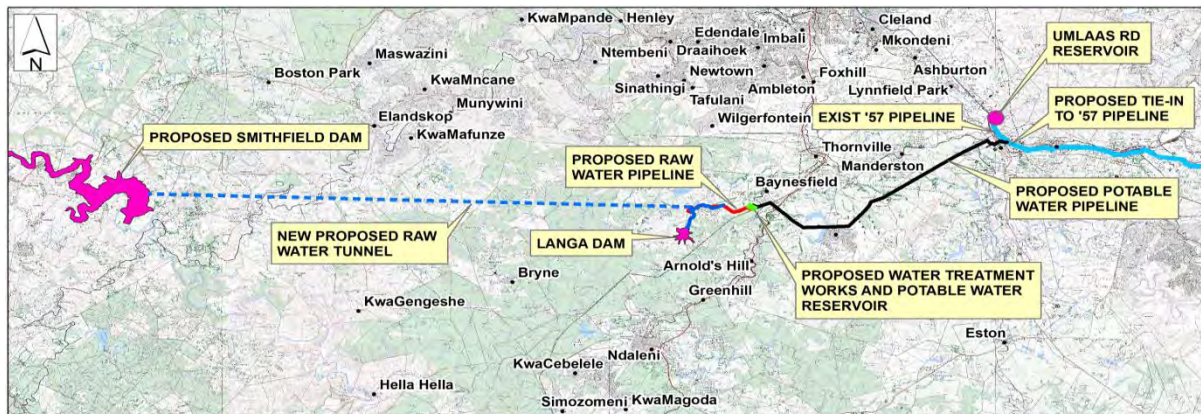 N
KwaMpande
Henley
Cleland
Edendale
Imbali
Mkondeni
Ntembeni
Draaihoek
Maswazini
Boston Park
KwaMncane
Newtown
Foxhill
Ashburton
Sinathingi
Ambleton
Lynnfield Park
Tafulani
Munywini
Elandskop
Wilgerfontein
KwaMafunze
UMLAAS RD
RESERVOIR
EXIST '57 PIPELINE
PROPOSED TIE-IN
TO '57 PIPELINE
PROPOSED SMITHFIELD DAM
Thornville
Manderston
PROPOSED RAW
WATER PIPELINE
Baynesfield
PROPOSED POTABLE
WATER PIPELINE
NEW PROPOSED RAW
WATER TUNNEL
LANGA DAM
Arnold's Hill
PROPOSED WATER TREATMENT
WORKS AND POTABLE WATER
RESERVOIR
Bryne
Greenhill
KwaGengeshe
Eston
Ndaleni
KwaCebelele
Hella Hella
Simozomeni
KwaMagoda